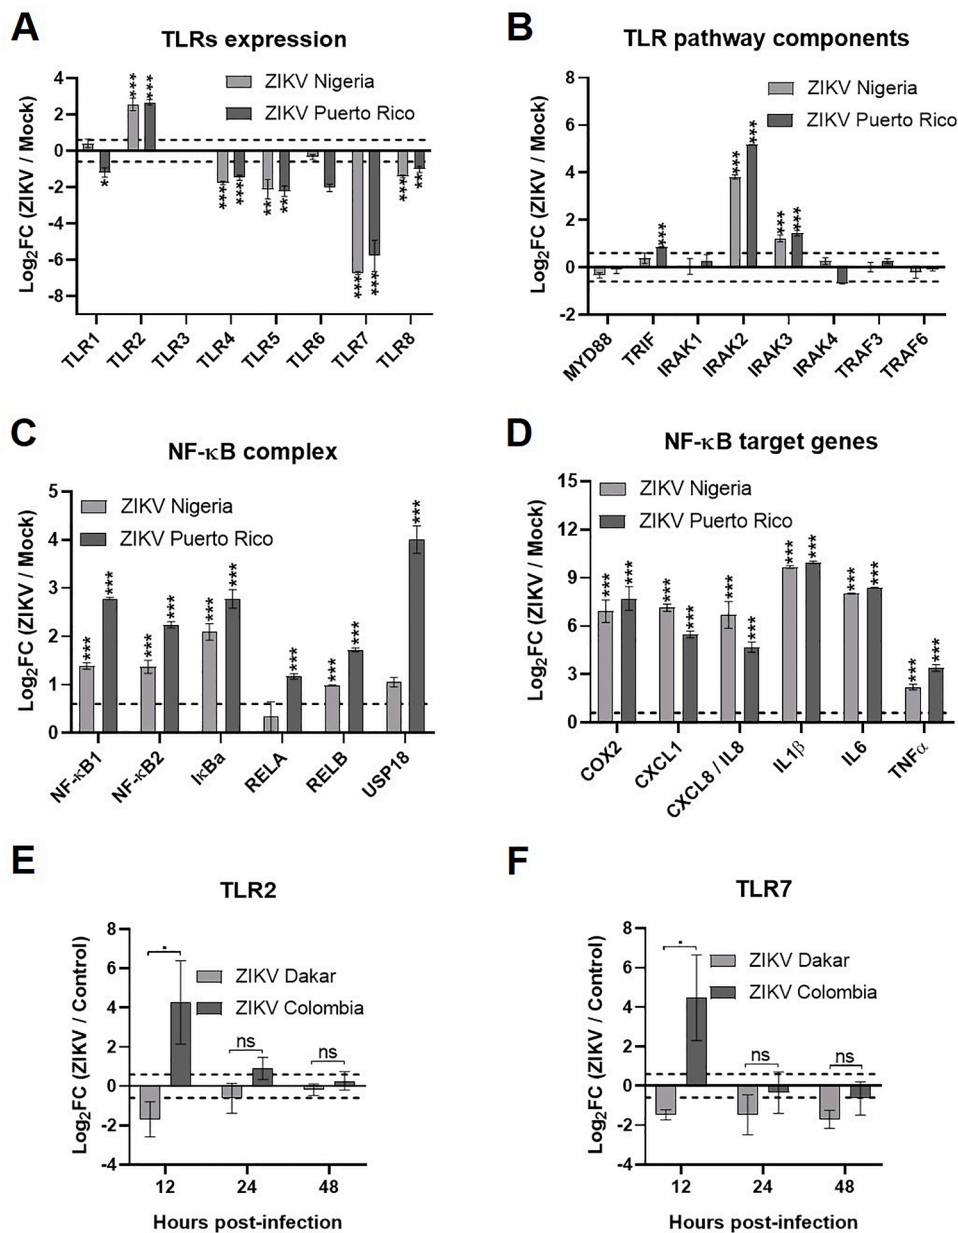 A
TLRs expression
Log2FC (ZIKV / Mock)
4
2
0
-2
-4
-6
-8
ZIKV Nigeria
ZIKV Puerto Rico
***
***
*
***
***
**
**
***
***
***
**
TLR1
TLR2
TLR3
TLR4
TLR5
TLR6
TLR7
TLR8
B
TLR pathway components
Log2FC (ZIKV / Mock)
8
6
4
2
0
-2
ZIKV Nigeria
ZIKV Puerto Rico
***
***
***
***
***
MYD88
TRIF
IRAK1
IRAK2
IRAK3
IRAK4
TRAF3
TRAF6
C
NF-κB complex
Log2FC (ZIKV / Mock)
5
4
3
2
1
0
ZIKV Nigeria
ZIKV Puerto Rico
***
***
***
***
***
***
***
***
***
***
NF-κB1
NF-κB2
IκBa
RELA
RELB
USP18
D
NF-κB target genes
Log2FC (ZIKV / Mock)
15
12
9
6
3
0
ZIKV Nigeria
ZIKV Puerto Rico
***
***
***
***
***
***
***
***
***
***
***
***
COX2
CXCL1
CXCL8 / IL8
IL1β
IL6
TNFα
E
TLR2
Log2FC (ZIKV / Control)
8
6
4
2
0
-2
-4
ZIKV Dakar
ZIKV Colombia
ns
ns
12
24
48
Hours post-infection
F
TLR7
Log2FC (ZIKV / Control)
8
6
4
2
0
-2
-4
ZIKV Dakar
ZIKV Colombia
ns
ns
12
24
48
Hours post-infection